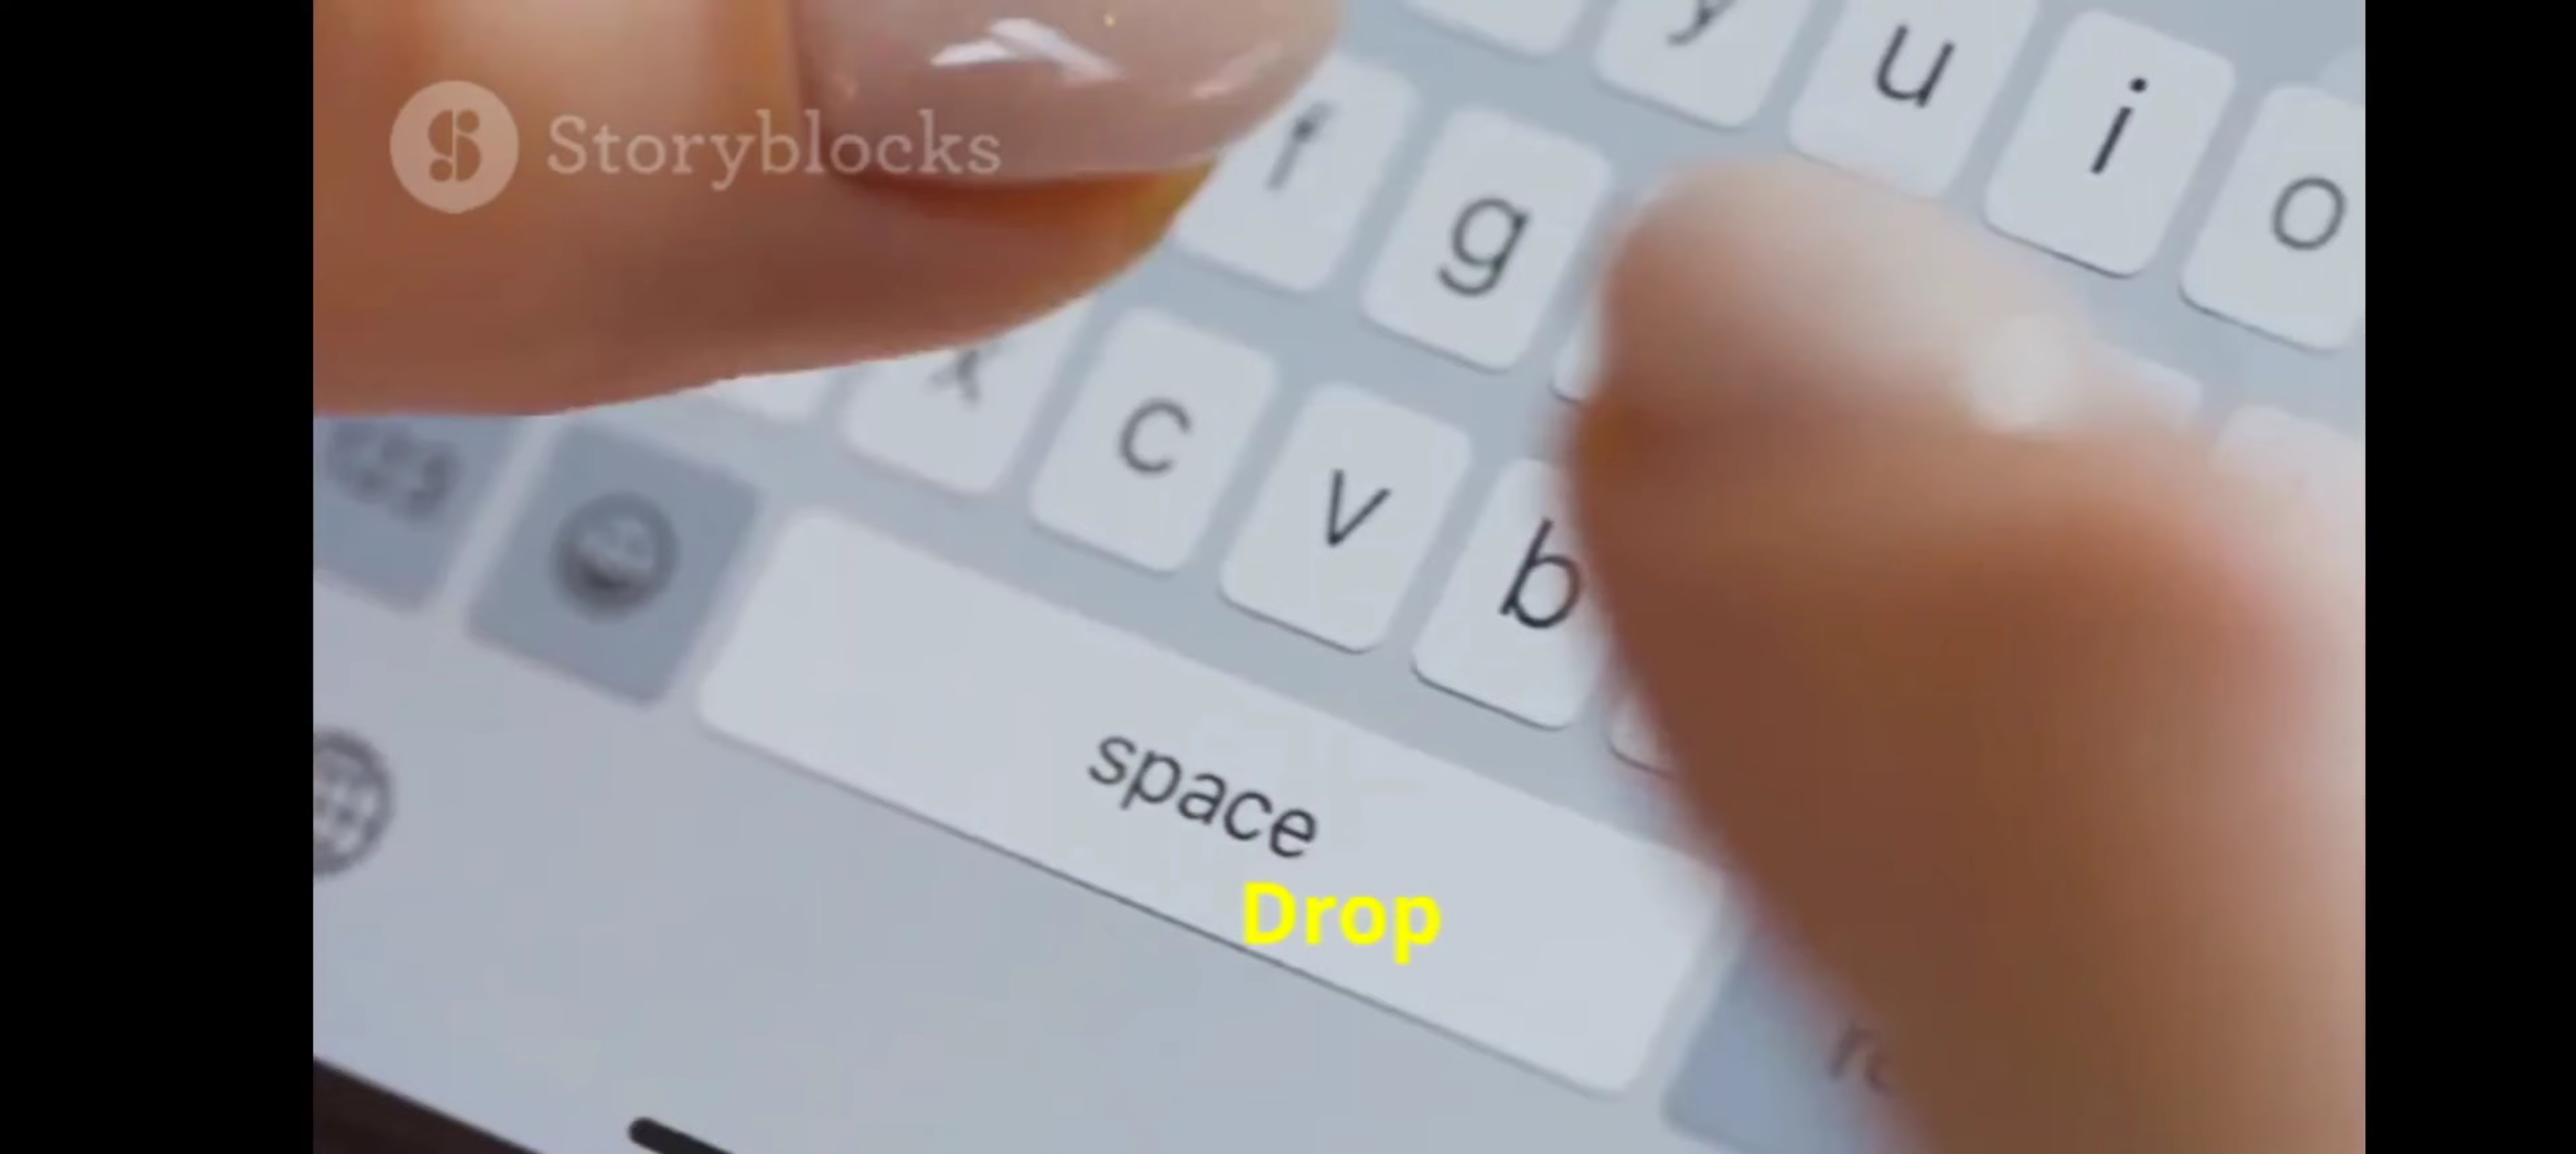 Storyblocks
y u i o
f g
x c v b
space
Drop